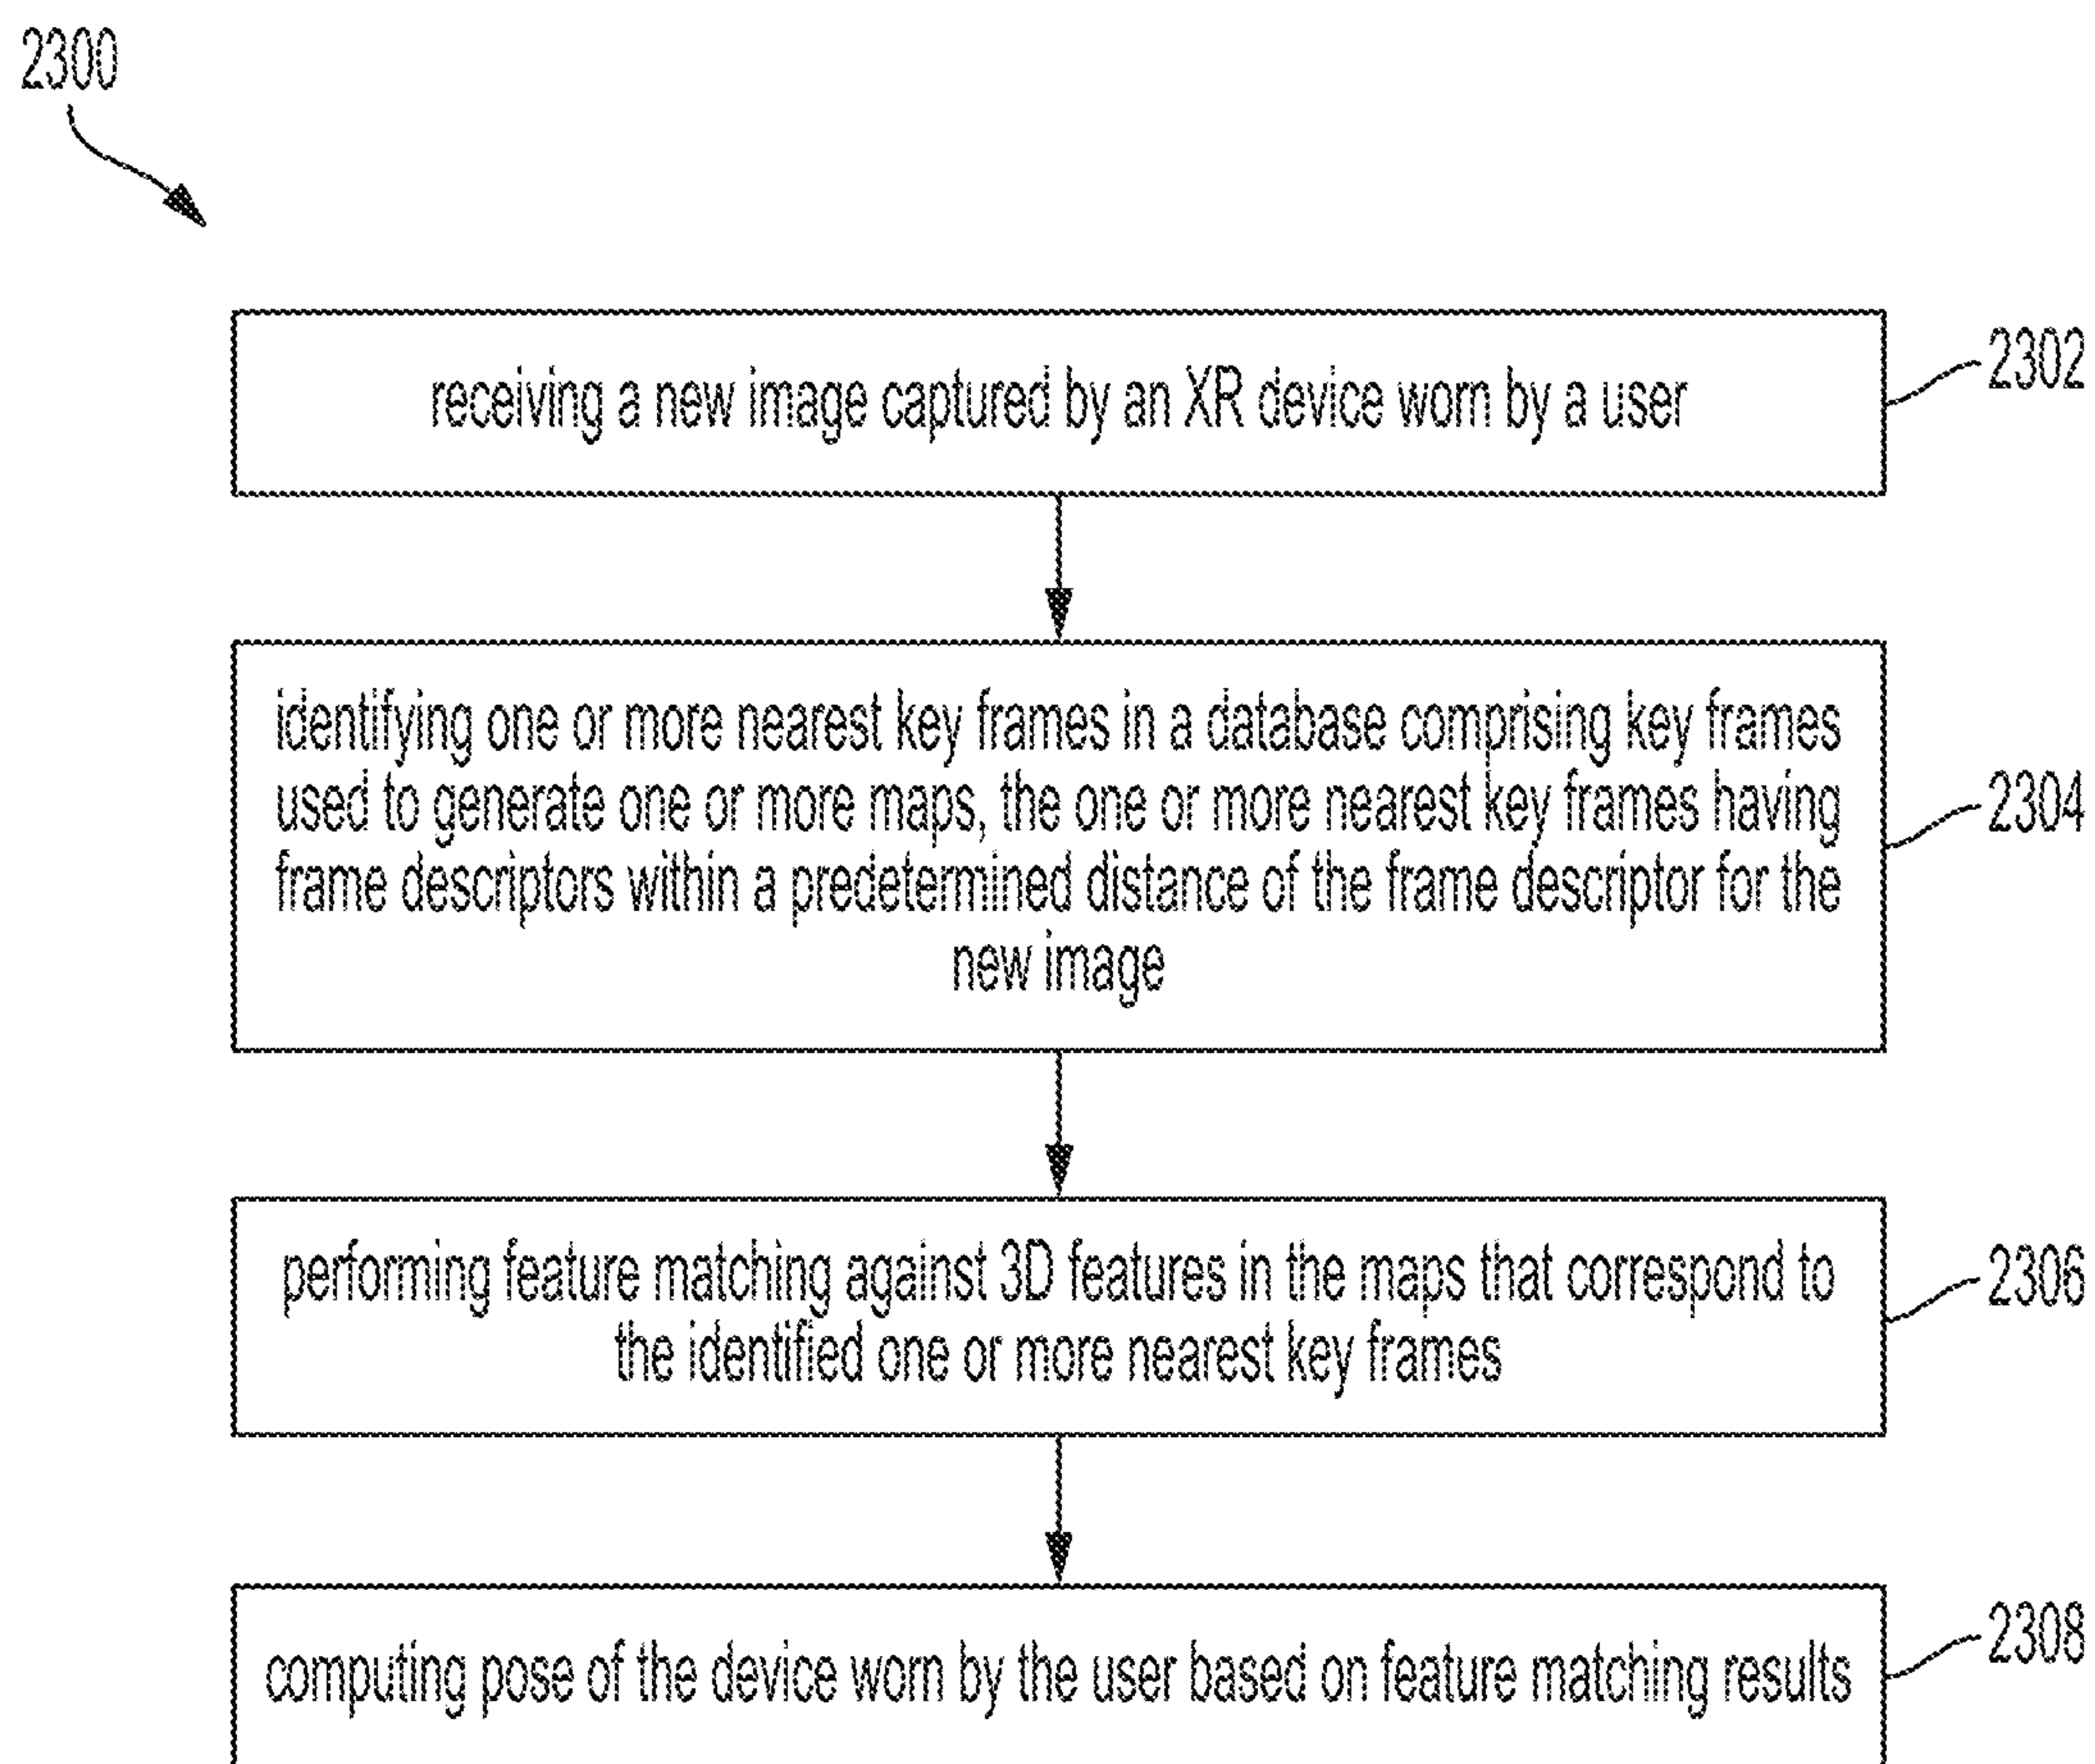 2300
receiving a new image captured by an XR device worn by a user
2302
identifying one or more nearest key frames in a database comprising key frames
used to generate one or more maps, the one or more nearest key frames having
frame descriptors within a predetermined distance of the frame descriptor for the
new image
2304
performing feature matching against 3D features in the maps that correspond to
the identified one or more nearest key frames
2306
computing pose of the device worn by the user based on feature matching results
2308